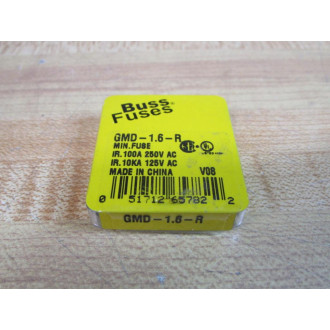 Buss®
Fuses
GMD-1.6-R
MIN.FUSE
IR.100A 250V AC
IR.10KA 125V AC
MADE IN CHINA V08
0 51712 65782 2
GMD-1.6-R